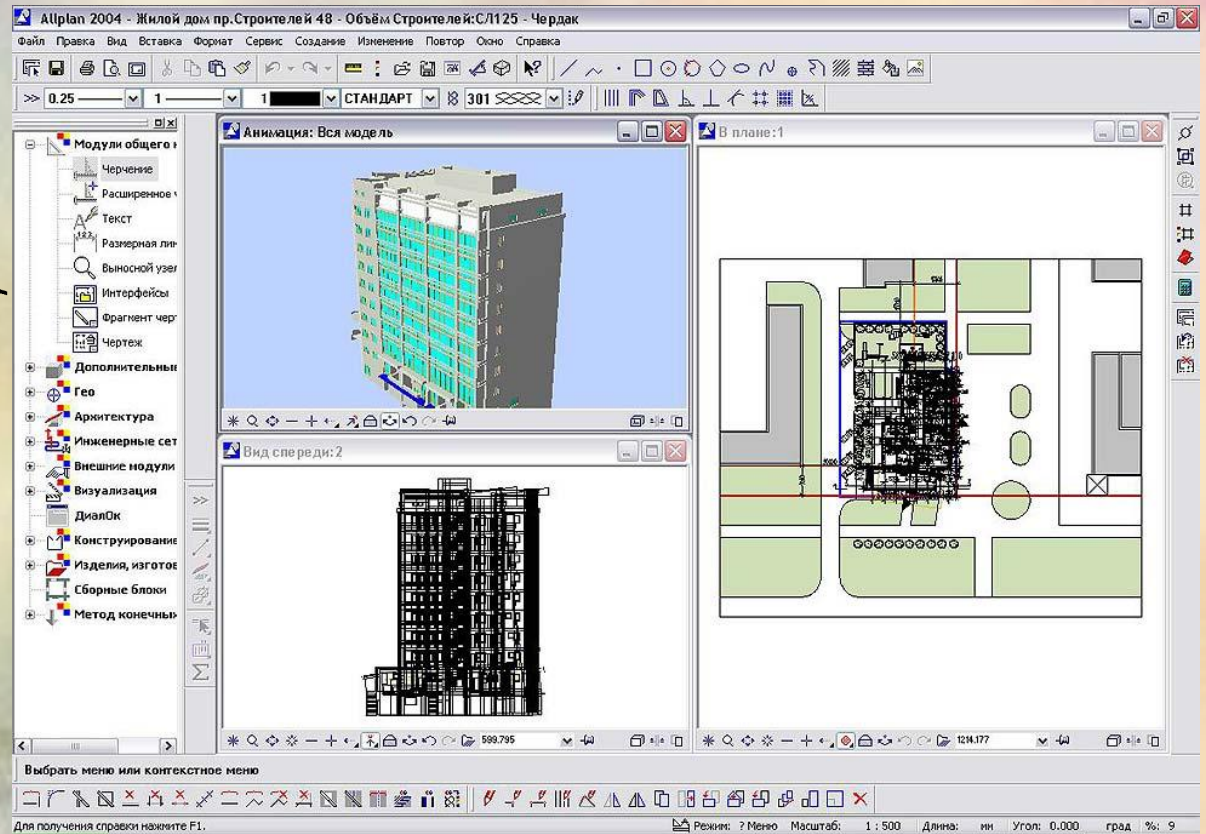 Allplan 2004 - Жилой дом пр.Строителей 48 - Объём Строителей:СЛ125 - Чердак
Файл Правка Вид Вставка Формат Сервис Создание Изменение Повтор Окно Справка
>> 0.25 1 1 СТАНДАРТ 301
Модули общего н
Черчение
Расширенное ч
Текст
Размерная лин
Выносной узел
Интерфейсы
Фрагмент черт
Чертеж
Дополнительные
Гео
Архитектура
Инженерные сет
Внешние модули
Визуализация
ДиалОк
Конструирование
Изделия, изготов
Сборные блоки
Метод конечных
Анимация: Вся модель
Вид спереди:2
599.795
В плане:1
1214.177
Выбрать меню или контекстное меню
Для получения справки нажмите F1.
Режим: ? Меню Масштаб: 1 : 500 Длина: мм Угол: 0.000 град %: 9